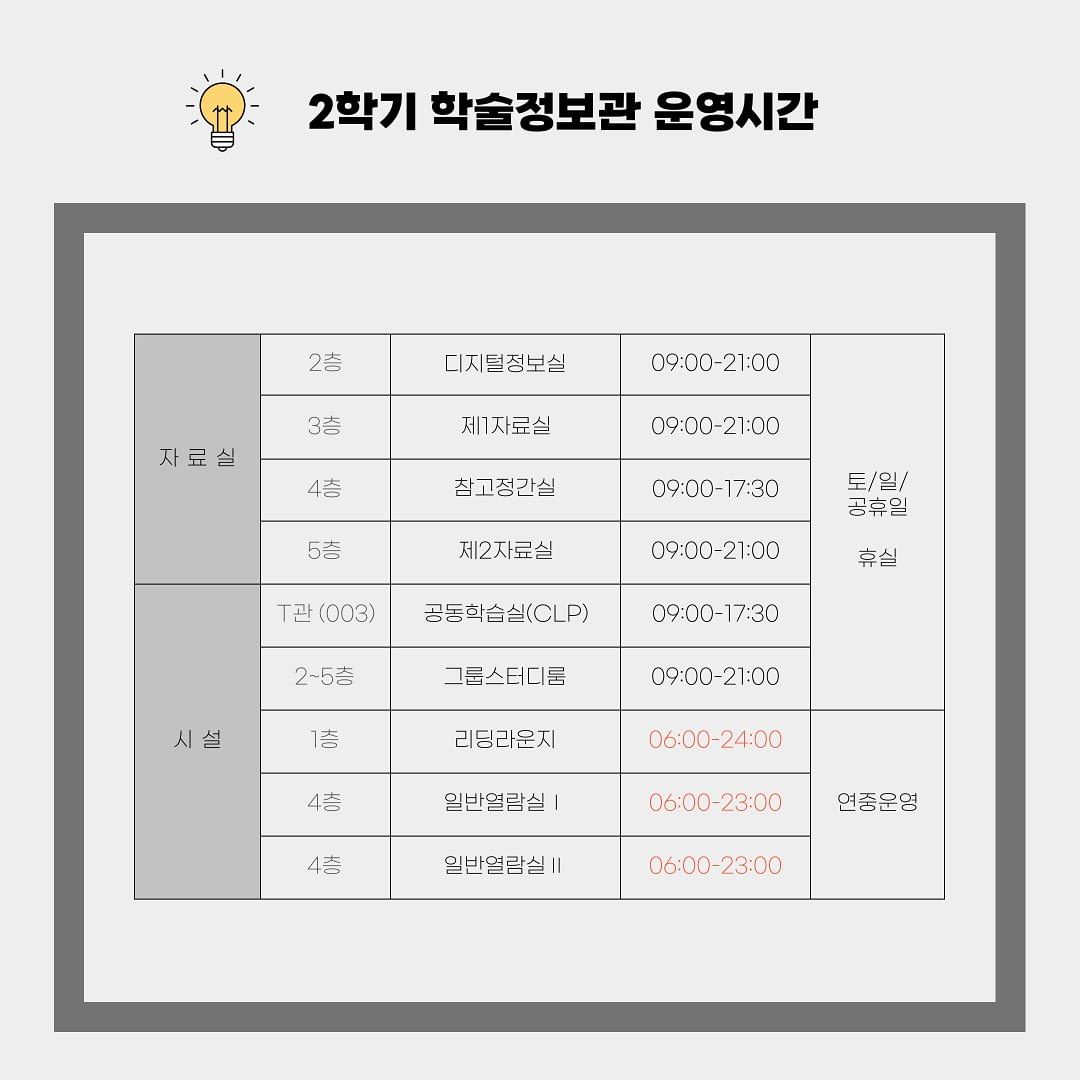 2학기 학술정보관 운영시간
자 료 실
2층 디지털정보실 09:00-21:00
3층 제1자료실 09:00-21:00
4층 참고정간실 09:00-17:30
5층 제2자료실 09:00-21:00
토/일/
공휴일
휴실
시 설
T관 (003) 공동학습실(CLP) 09:00-17:30
2~5층 그룹스터디룸 09:00-21:00
1층 리딩라운지 06:00-24:00
4층 일반열람실 I 06:00-23:00
4층 일반열람실 II 06:00-23:00
연중운영